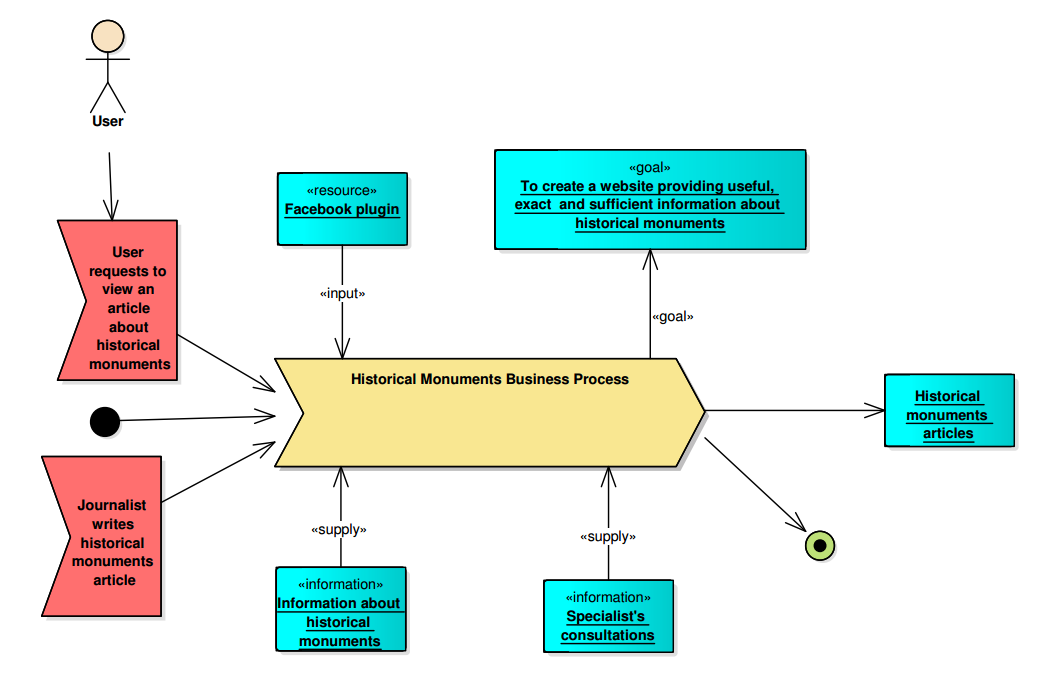 User
User
requests to
view an
article
about
historical
monuments
«resource»
Facebook plugin
«input»
«goal»
To create a website providing useful,
exact and sufficient information about
historical monuments
«goal»
Historical Monuments Business Process
Historical
monuments
articles
Journalist
writes
historical
monuments
article
«supply»
«information»
Information about
historical
monuments
«supply»
«information»
Specialist's
consultations